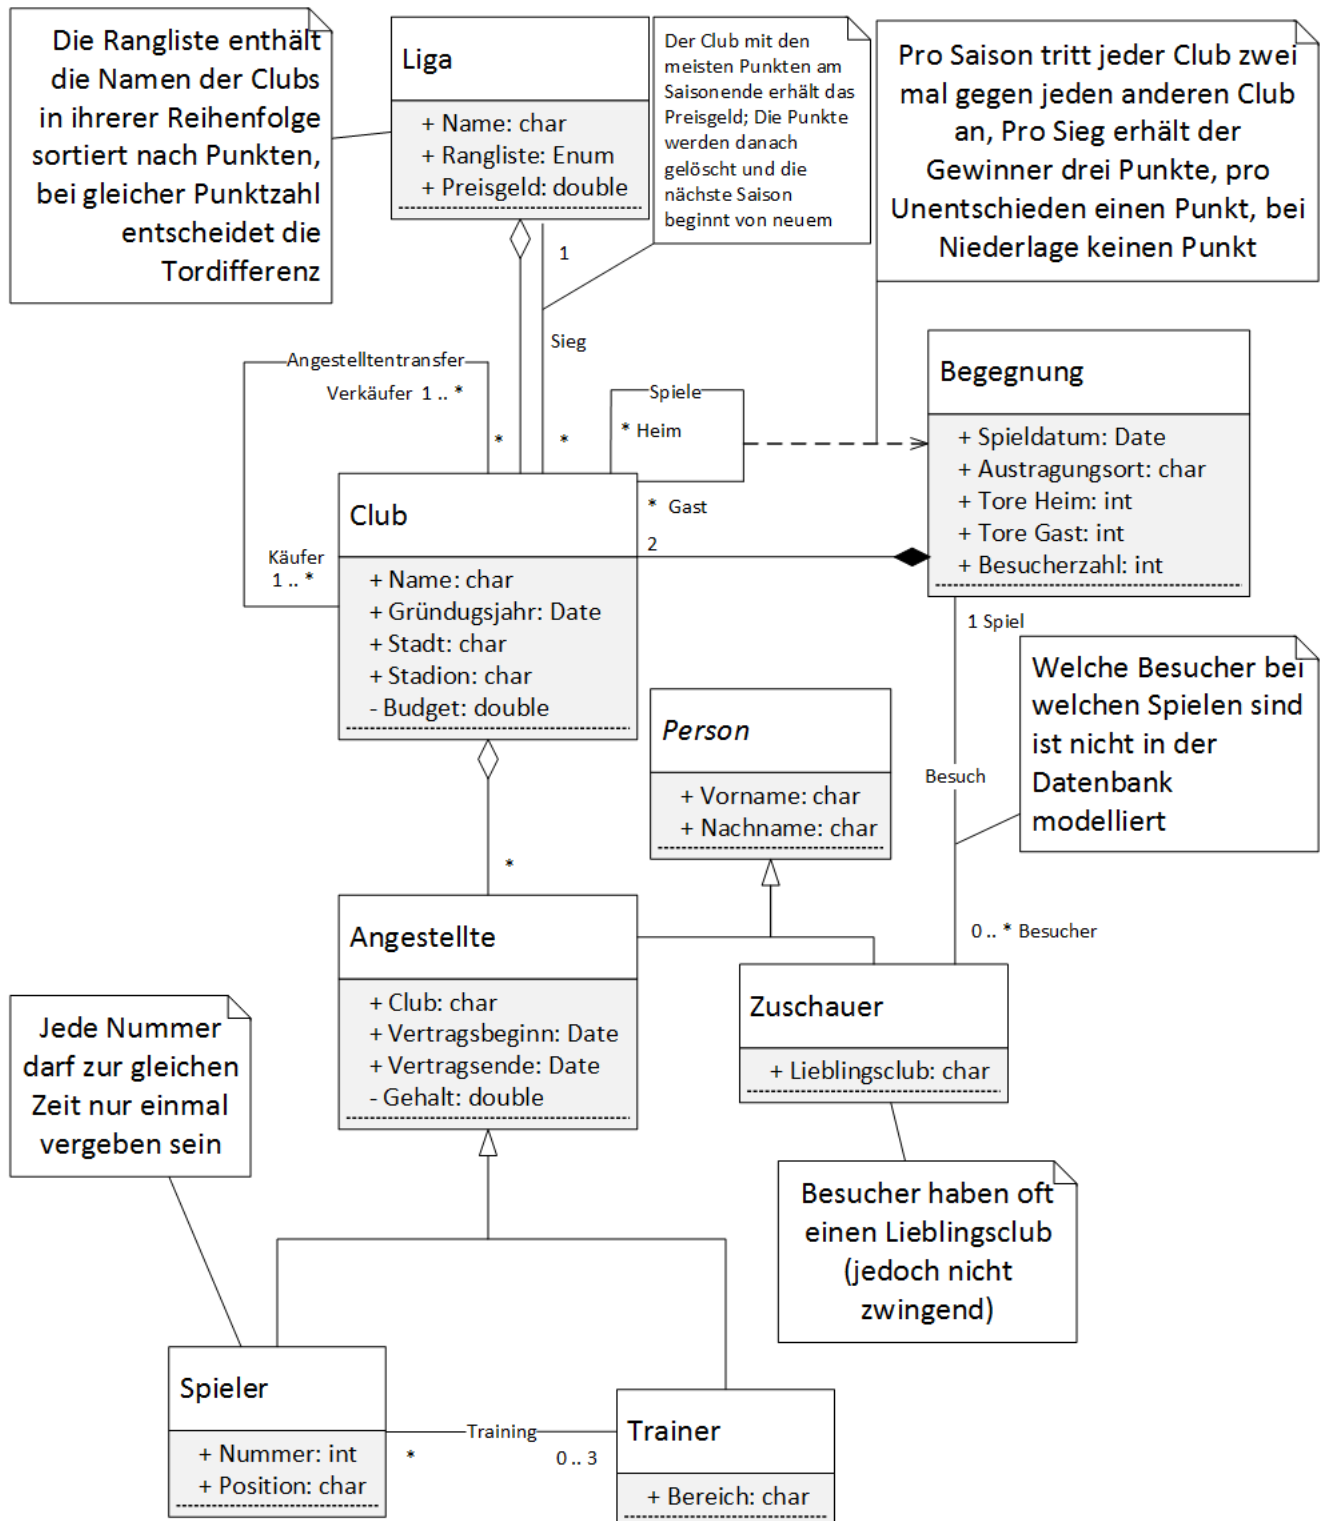 Die Rangliste enthält
die Namen der Clubs
in ihrerer Reihenfolge
sortiert nach Punkten,
bei gleicher Punktzahl
entscheidet die
Tordifferenz
Liga
+ Name: char
+ Rangliste: Enum
+ Preisgeld: double
Der Club mit den
meisten Punkten am
Saisonende erhält das
Preisgeld; Die Punkte
werden danach
gelöscht und die
nächste Saison
beginnt von neuem
Pro Saison tritt jeder Club zwei
mal gegen jeden anderen Club
an, Pro Sieg erhält der
Gewinner drei Punkte, pro
Unentschieden einen Punkt, bei
Niederlage keinen Punkt
1
Sieg
*
*
Angestelltentransfer
Verkäufer 1 .. *
Käufer
1 .. *
Spiele
* Heim
* Gast
2
Begegnung
+ Spieldatum: Date
+ Austragungsort: char
+ Tore Heim: int
+ Tore Gast: int
+ Besucherzahl: int
Club
+ Name: char
+ Gründugsjahr: Date
+ Stadt: char
+ Stadion: char
- Budget: double
1 Spiel
Besuch
0 .. * Besucher
Welche Besucher bei
welchen Spielen sind
ist nicht in der
Datenbank
modelliert
Person
+ Vorname: char
+ Nachname: char
*
Angestellte
+ Club: char
+ Vertragsbeginn: Date
+ Vertragsende: Date
- Gehalt: double
Zuschauer
+ Lieblingsclub: char
Jede Nummer
darf zur gleichen
Zeit nur einmal
vergeben sein
Besucher haben oft
einen Lieblingsclub
(jedoch nicht
zwingend)
Spieler
+ Nummer: int
+ Position: char
Training
*
0 .. 3
Trainer
+ Bereich: char